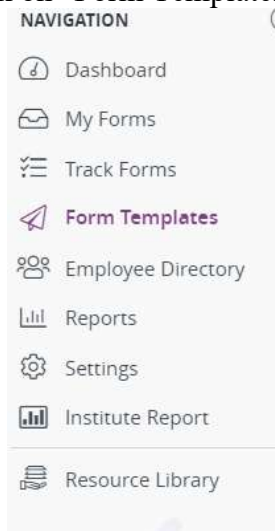 NAVIGATION
Dashboard
My Forms
Track Forms
Form Templates
Employee Directory
Reports
Settings
Institute Report
Resource Library